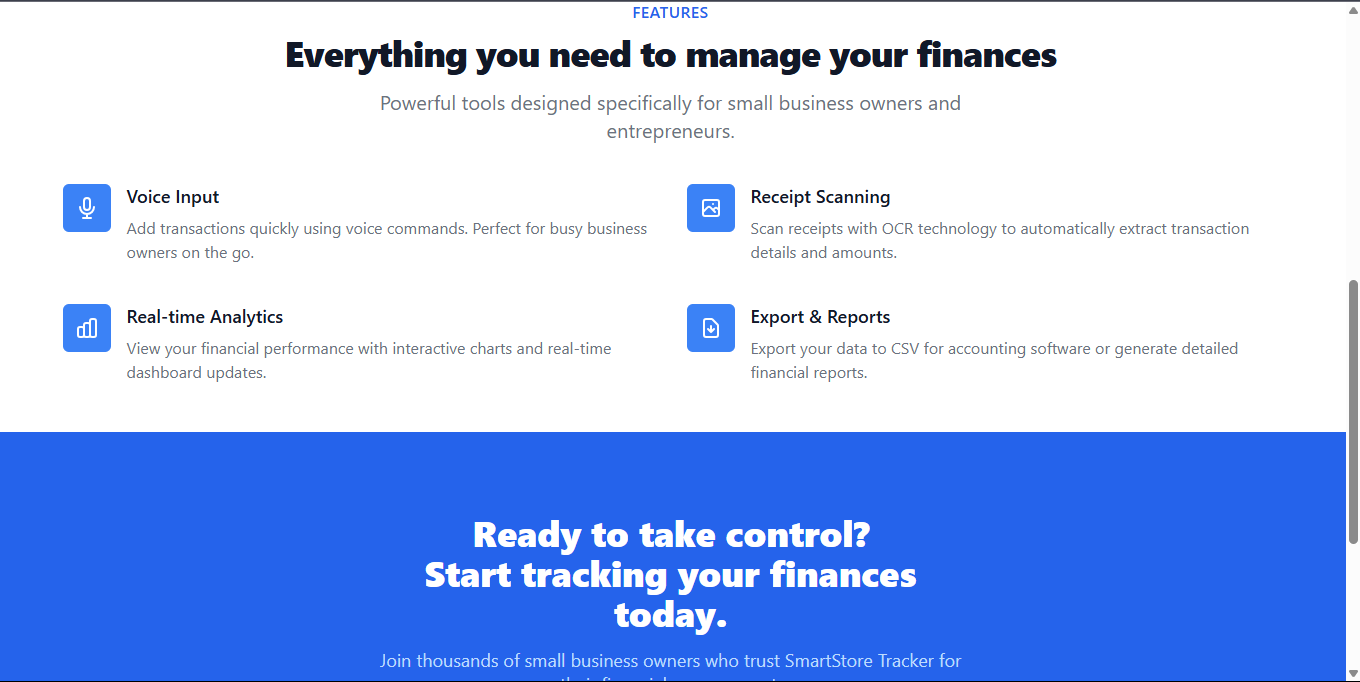 FEATURES
Everything you need to manage your finances
Powerful tools designed specifically for small business owners and
entrepreneurs.
Voice Input
Add transactions quickly using voice commands. Perfect for busy business
owners on the go.
Receipt Scanning
Scan receipts with OCR technology to automatically extract transaction
details and amounts.
Real-time Analytics
View your financial performance with interactive charts and real-time
dashboard updates.
Export & Reports
Export your data to CSV for accounting software or generate detailed
financial reports.
Ready to take control?
Start tracking your finances
today.
Join thousands of small business owners who trust SmartStore Tracker for